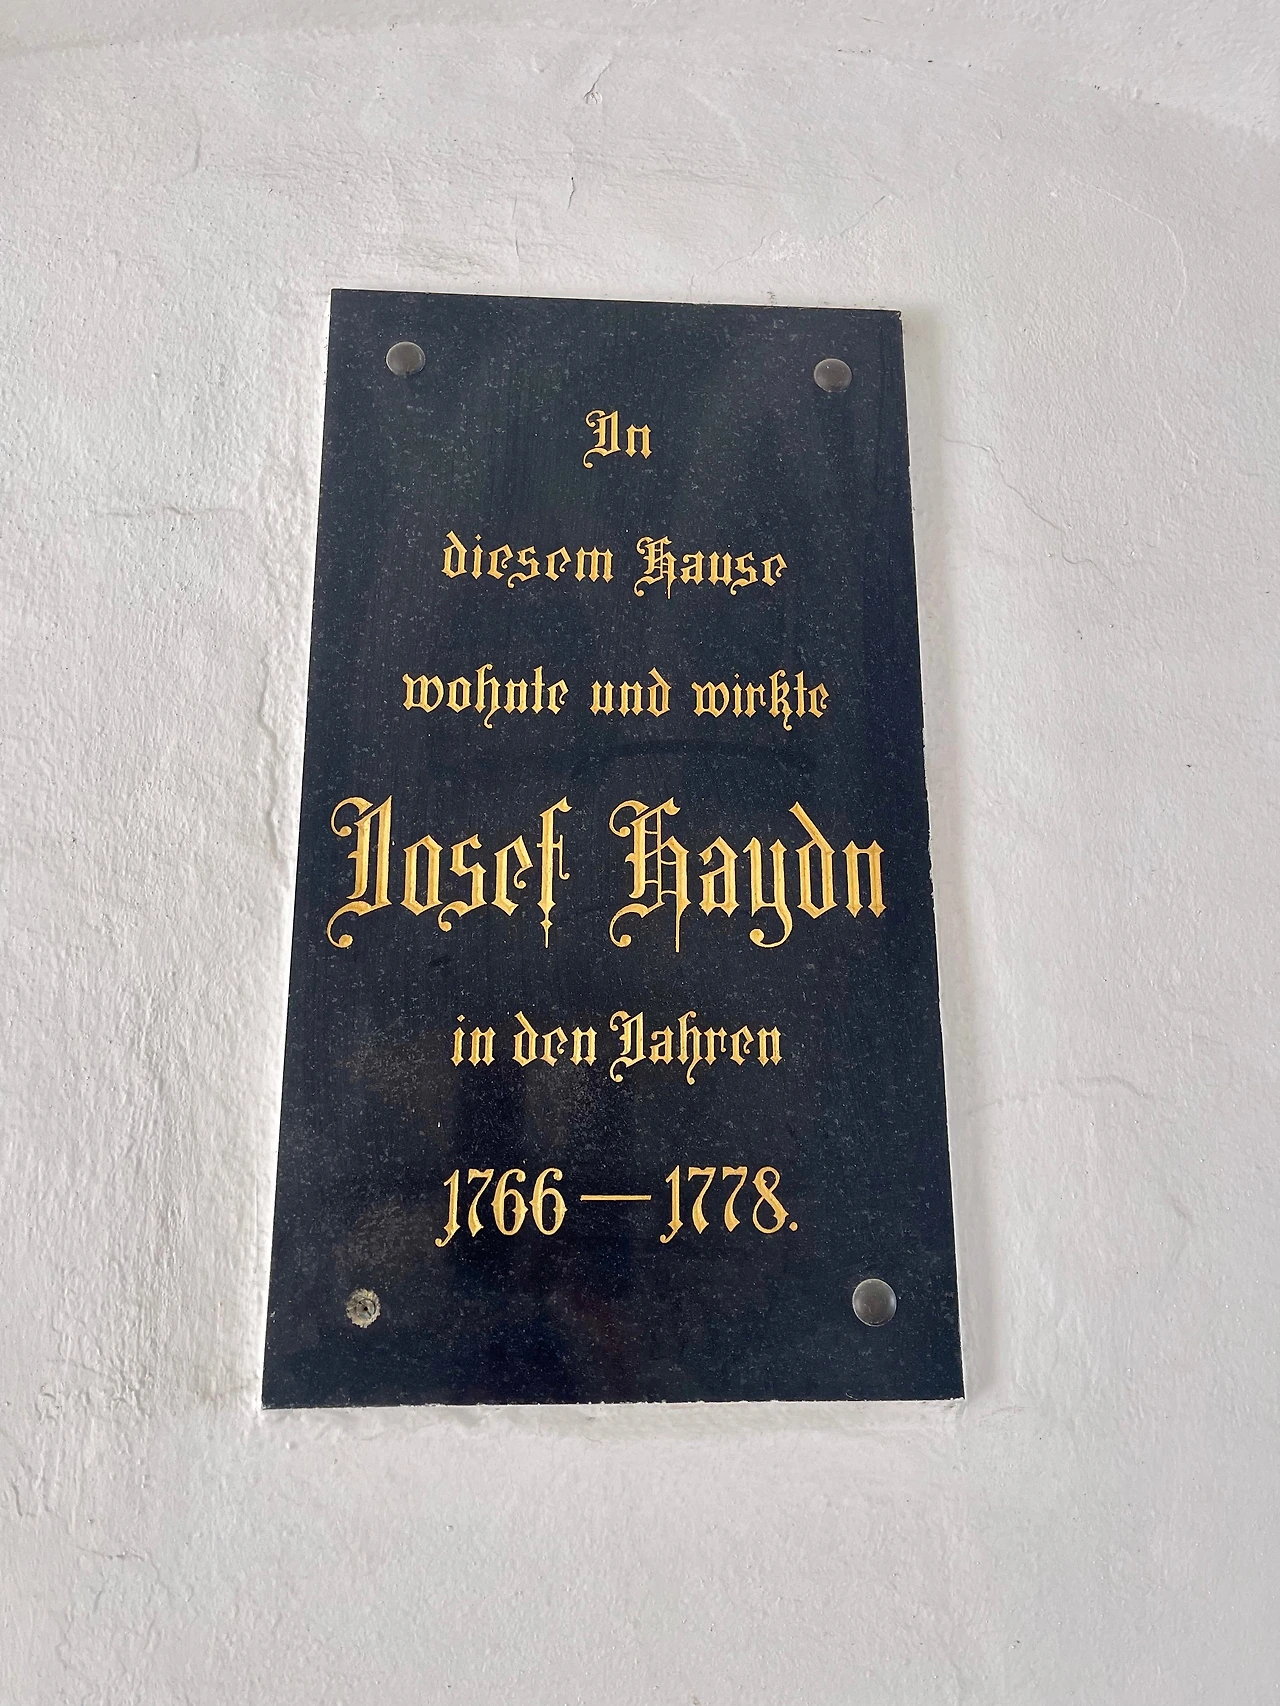 In
diesem Hause
wohnte und wirkte
Josef Haydn
in den Jahren
1766 — 1778.